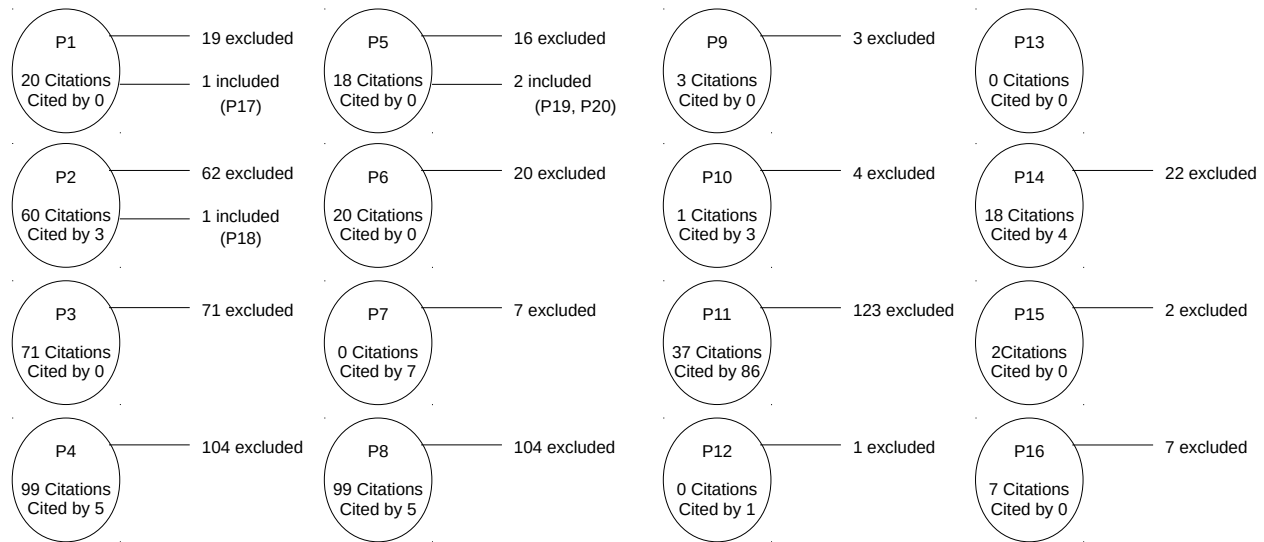 P1
20 Citations
Cited by 0
19 excluded
1 included
(P17)
P5
18 Citations
Cited by 0
16 excluded
2 included
(P19, P20)
P9
3 Citations
Cited by 0
3 excluded
P13
0 Citations
Cited by 0
P2
60 Citations
Cited by 3
62 excluded
1 included
(P18)
P6
20 Citations
Cited by 0
20 excluded
P10
1 Citations
Cited by 3
4 excluded
P14
18 Citations
Cited by 4
22 excluded
P3
71 Citations
Cited by 0
71 excluded
P7
0 Citations
Cited by 7
7 excluded
P11
37 Citations
Cited by 86
123 excluded
P15
2Citations
Cited by 0
2 excluded
P4
99 Citations
Cited by 5
104 excluded
P8
99 Citations
Cited by 5
104 excluded
P12
0 Citations
Cited by 1
1 excluded
P16
7 Citations
Cited by 0
7 excluded